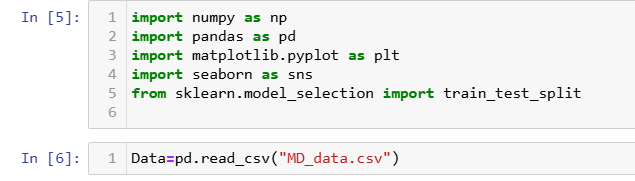 In [5]:
1 import numpy as np
2 import pandas as pd
3 import matplotlib.pyplot as plt
4 import seaborn as sns
5 from sklearn.model_selection import train_test_split
6
In [6]:
1 Data=pd.read_csv("MD_data.csv")